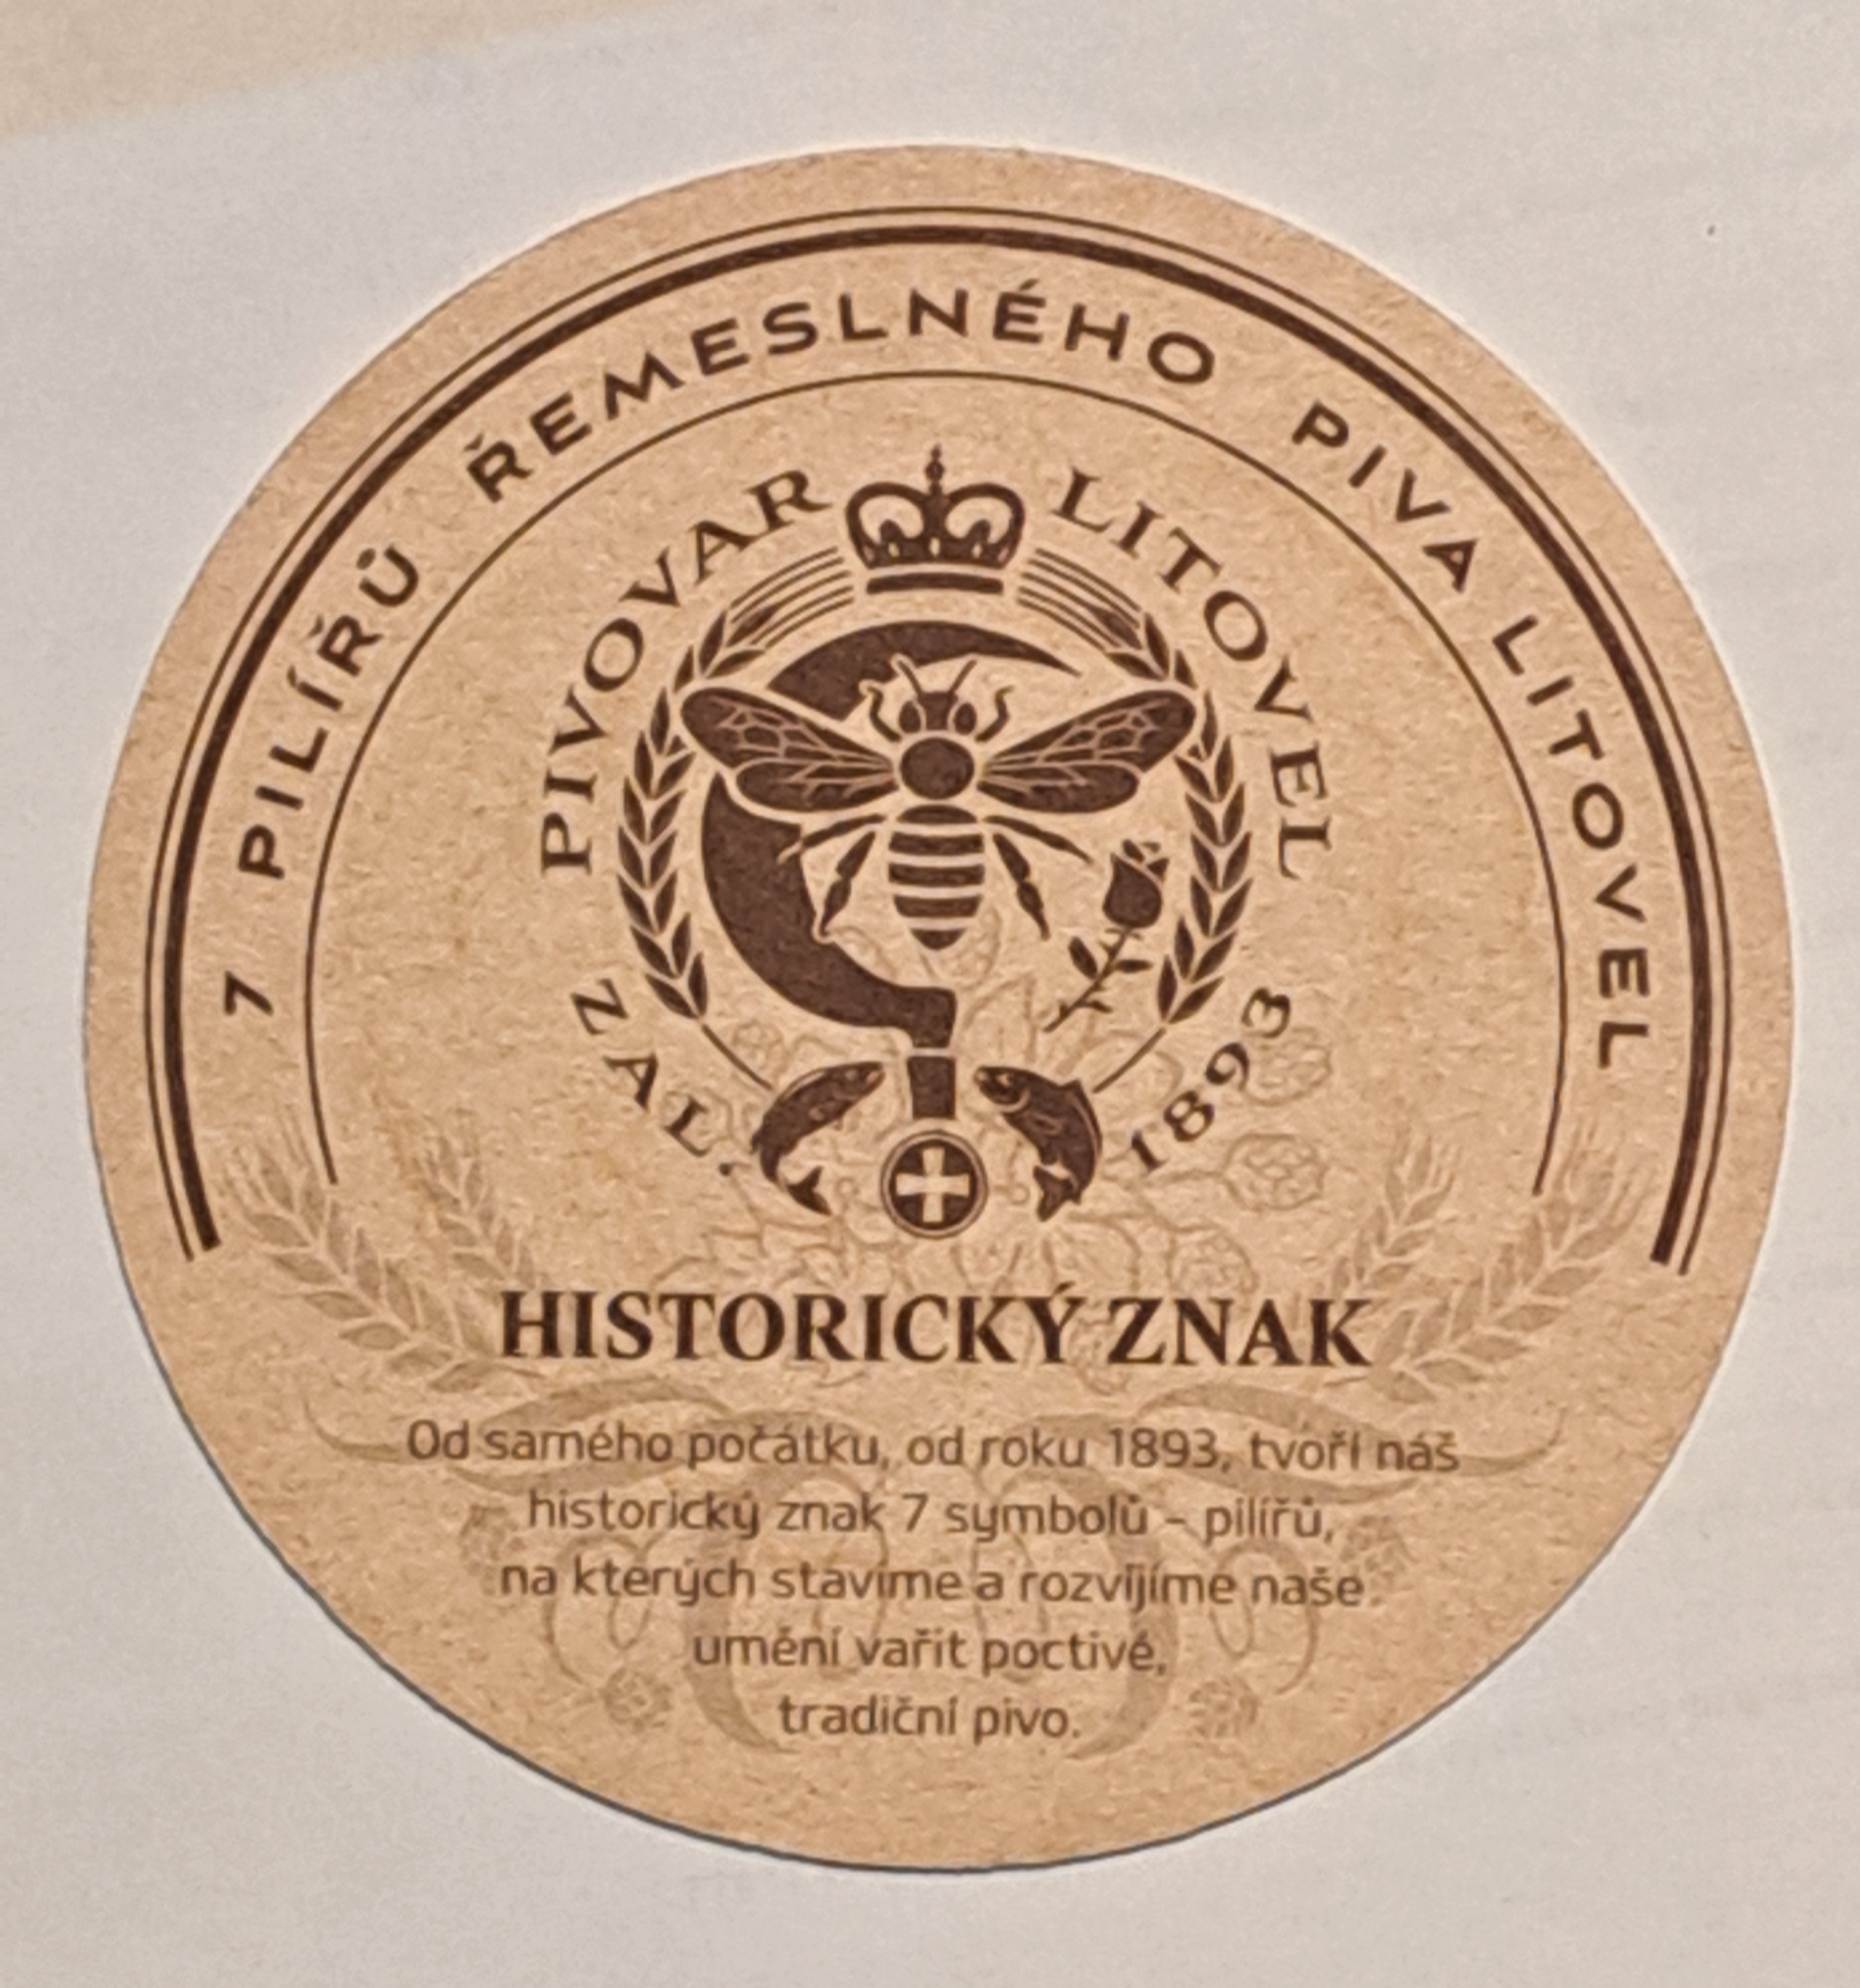 7 PILÍŘŮ ŘEMESLNÉHO PIVA LITOVEL
PIVOVAR LITOVEL
ZAL. 1893
HISTORICKÝ ZNAK
Od samého počátku, od roku 1893, tvoří náš
historický znak 7 symbolů – pilířů,
na kterých stavíme a rozvíjíme naše
umění vařit poctivé,
tradiční pivo.